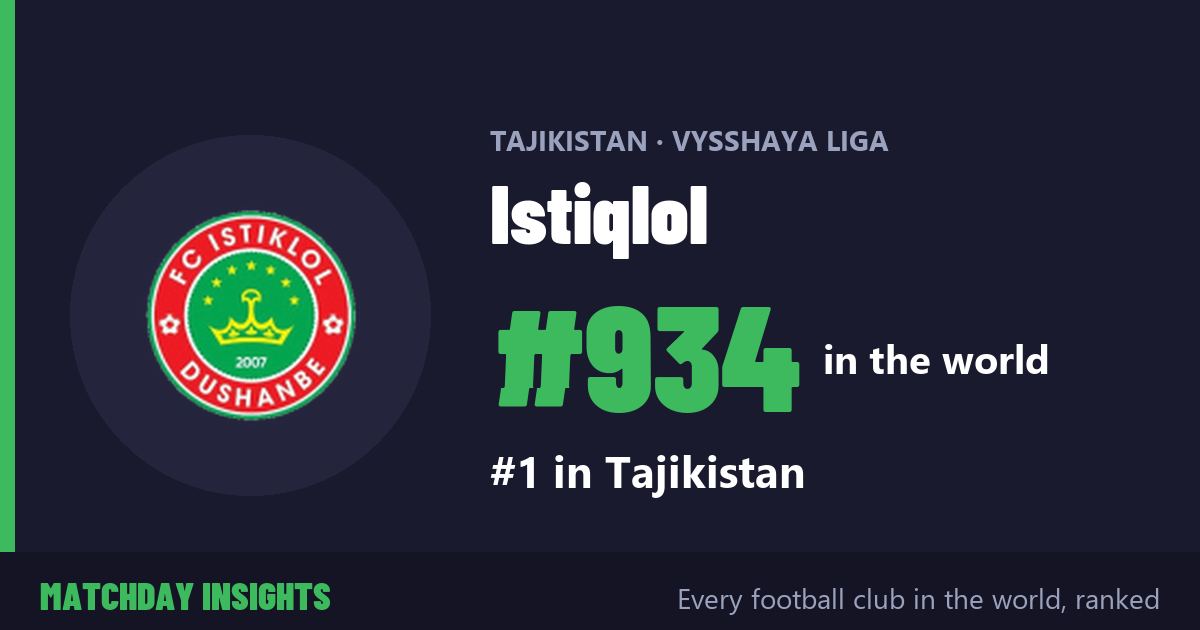 TAJIKISTAN · VYSSHAYA LIGA
Istiqlol
FC ISTIKLOL
2007
DUSHANBE
#934 in the world
#1 in Tajikistan
MATCHDAY INSIGHTS
Every football club in the world, ranked